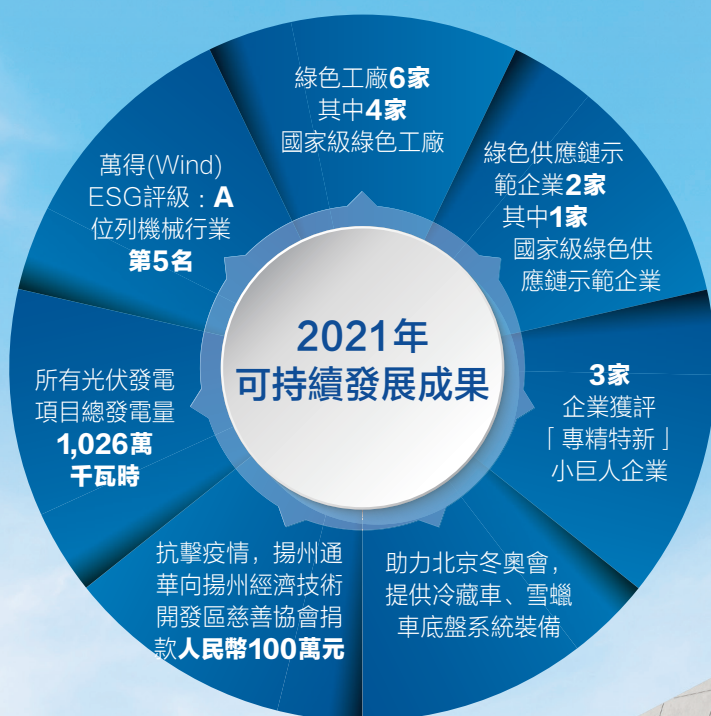 2021年
可持續發展成果
綠色工廠6家
其中4家
國家級綠色工廠
綠色供應鏈示
範企業2家
其中1家
國家級綠色供
應鏈示範企業
3家
企業獲評
「專精特新」
小巨人企業
助力北京冬奧會，
提供冷藏車、雪蠟
車底盤系統裝備
抗擊疫情，揚州通
華向揚州經濟技術
開發區慈善協會捐
款人民幣100萬元
所有光伏發電
項目總發電量
1,026萬
千瓦時
萬得(Wind)
ESG評級：A
位列機械行業
第5名